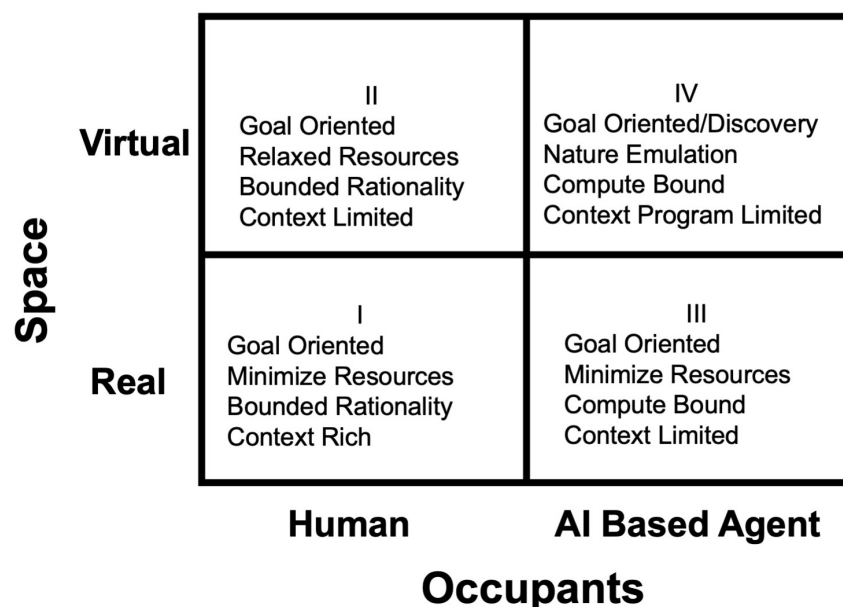 II
Goal Oriented
Relaxed Resources
Bounded Rationality
Context Limited
IV
Goal Oriented/Discovery
Nature Emulation
Compute Bound
Context Program Limited
Virtual
Space
Real
I
Goal Oriented
Minimize Resources
Bounded Rationality
Context Rich
III
Goal Oriented
Minimize Resources
Compute Bound
Context Limited
Human
AI Based Agent
Occupants